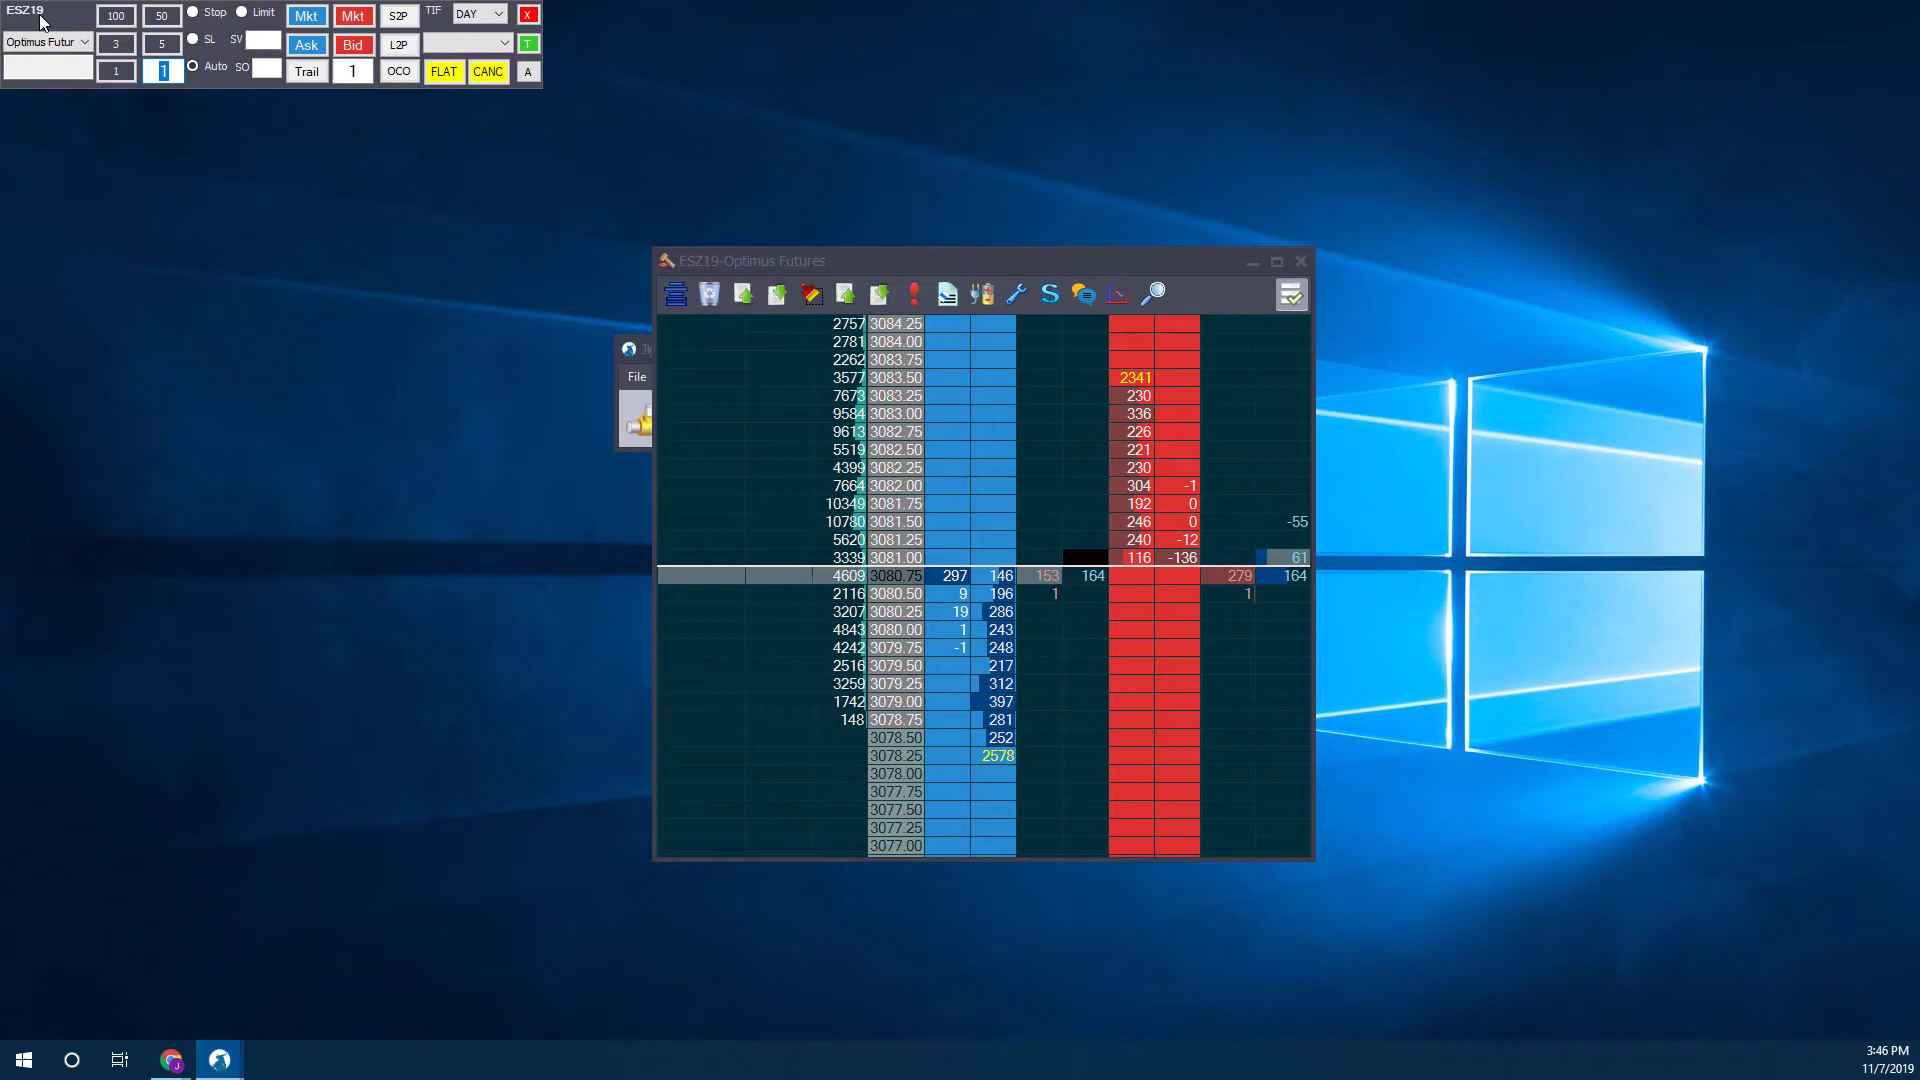 ESZ19 100 50 Stop Limit Mkt Mkt S2P TIF DAY X
Optimus Futur 3 5 SL SV Ask Bid L2P T
1 1 Auto SO Trail 1 OCO FLAT CANC A
ESZ19-Optimus Futures
2757 3084.25
2781 3084.00
2262 3083.75
3577 3083.50 2341
7673 3083.25 230
9584 3083.00 336
9613 3082.75 226
5519 3082.50 221
4399 3082.25 230
7664 3082.00 304 -1
10349 3081.75 192 0
10780 3081.50 246 0 -55
5620 3081.25 240 -12
3339 3081.00 116 -136 61
4609 3080.75 297 146 153 164 279 164
2116 3080.50 9 196 1 1
3207 3080.25 19 286
4843 3080.00 1 243
4242 3079.75 -1 248
2516 3079.50 217
3259 3079.25 312
1742 3079.00 397
148 3078.75 281
3078.50 252
3078.25 2578
3078.00
3077.75
3077.50
3077.25
3077.00
File
3:46 PM
11/7/2019